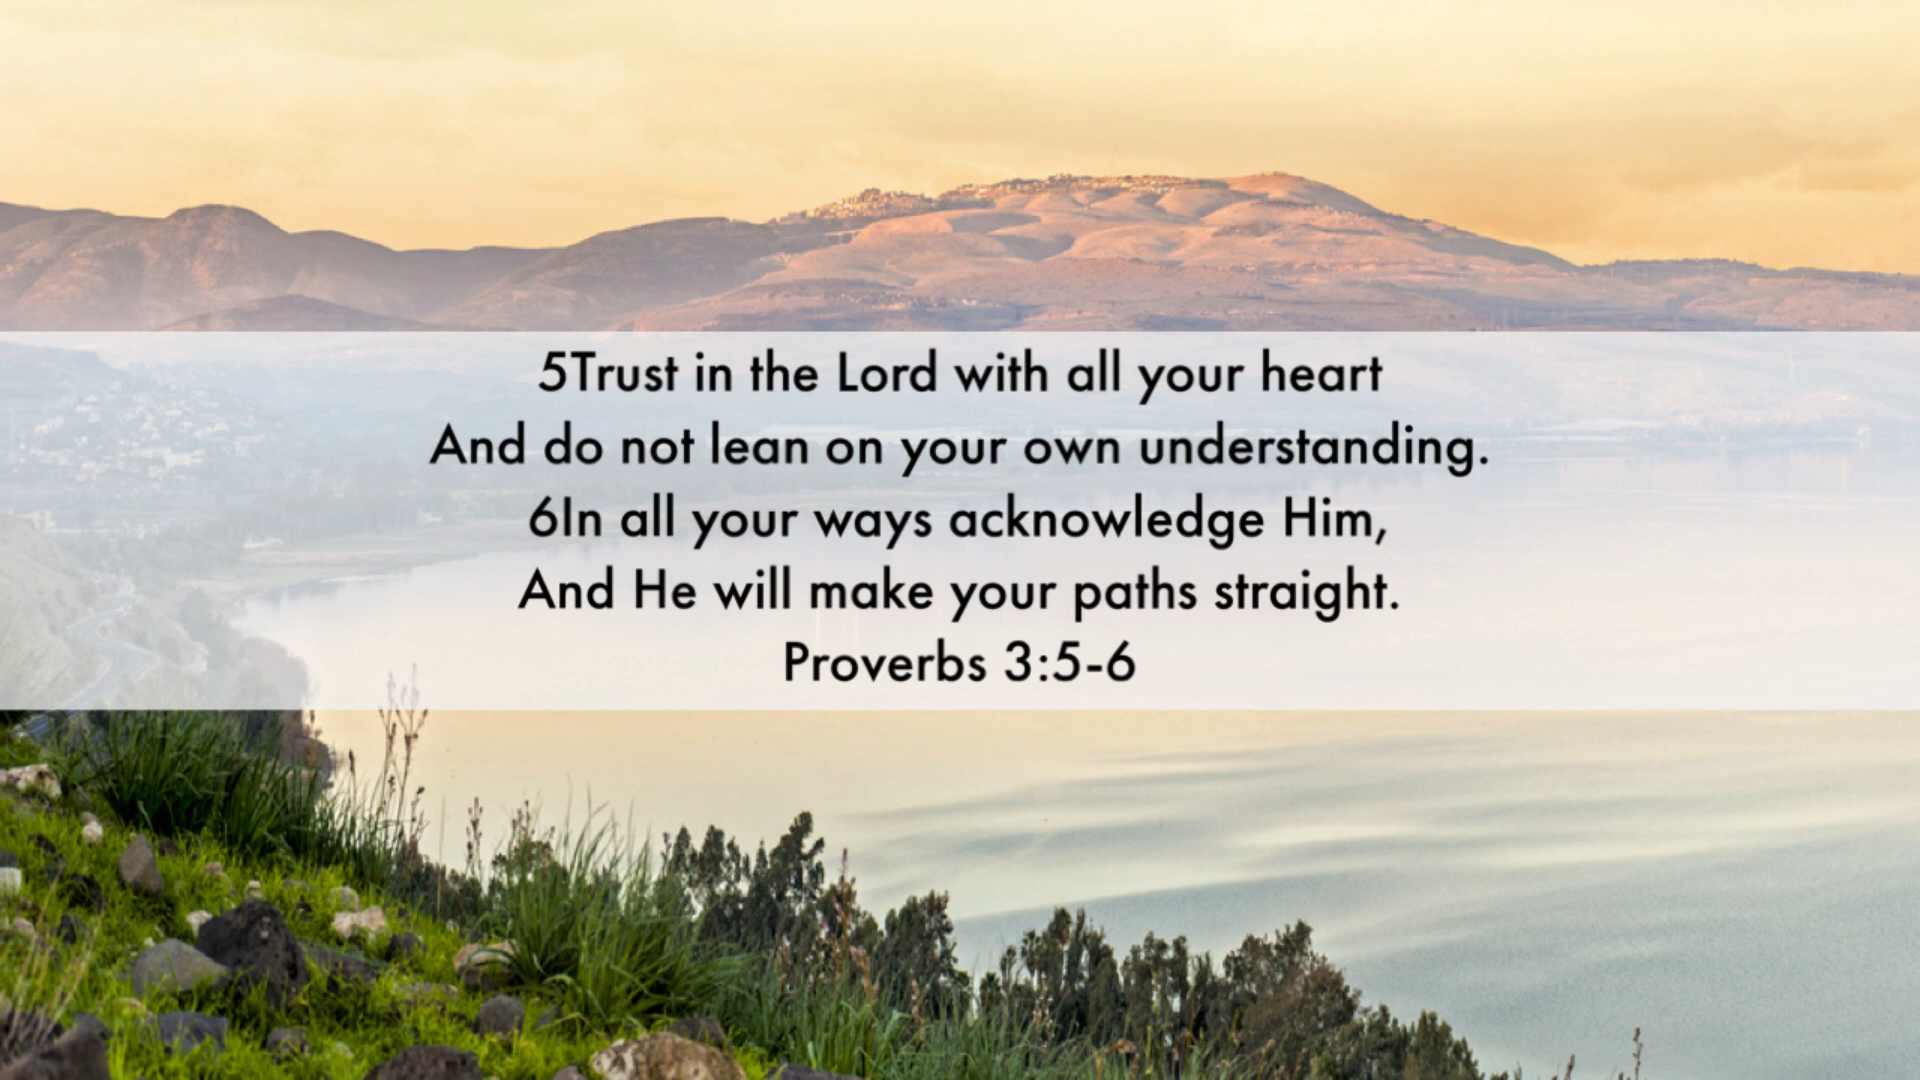 5Trust in the Lord with all your heart
And do not lean on your own understanding.
6In all your ways acknowledge Him,
And He will make your paths straight.
Proverbs 3:5-6